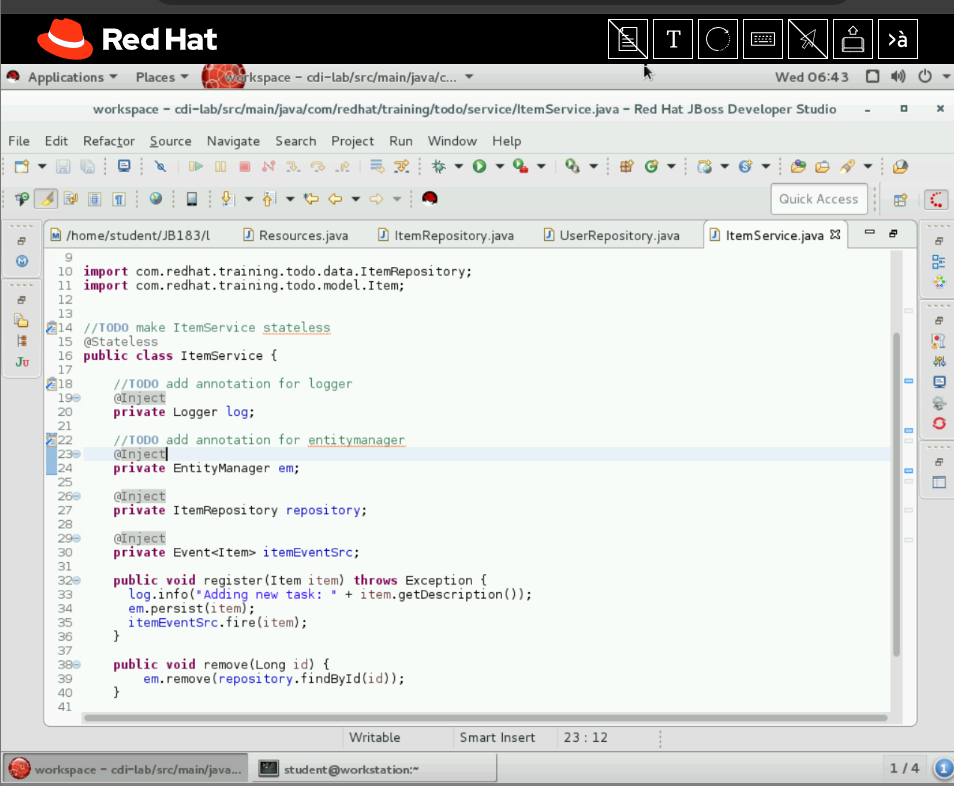 Red Hat
T
>à
Applications Places workspace – cdi-lab/src/main/java/c... Wed 06:43
workspace – cdi-lab/src/main/java/com/redhat/training/todo/service/ItemService.java – Red Hat JBoss Developer Studio
File Edit Refactor Source Navigate Search Project Run Window Help
Quick Access
/home/student/JB183/l Resources.java ItemRepository.java UserRepository.java ItemService.java
9
10 import com.redhat.training.todo.data.ItemRepository;
11 import com.redhat.training.todo.model.Item;
12
13
14 //TODO make ItemService stateless
15 @Stateless
16 public class ItemService {
17
18 //TODO add annotation for logger
19 @Inject
20 private Logger log;
21
22 //TODO add annotation for entitymanager
23 @Inject
24 private EntityManager em;
25
26 @Inject
27 private ItemRepository repository;
28
29 @Inject
30 private Event<Item> itemEventSrc;
31
32 public void register(Item item) throws Exception {
33 log.info("Adding new task: " + item.getDescription());
34 em.persist(item);
35 itemEventSrc.fire(item);
36 }
37
38 public void remove(Long id) {
39 em.remove(repository.findById(id));
40 }
41
Writable Smart Insert 23 : 12
workspace – cdi-lab/src/main/java... student@workstation:~ 1 / 4 1